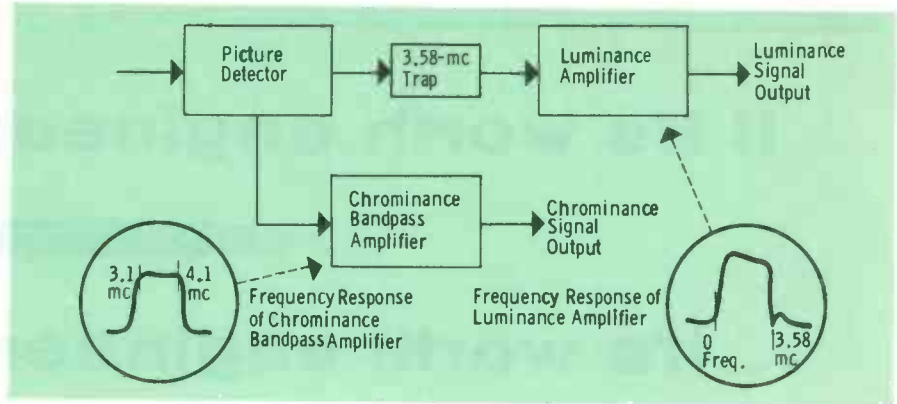 Picture
Detector
3.58-mc
Trap
Luminance
Amplifier
Luminance
Signal
Output
Chrominance
Bandpass
Amplifier
Chrominance
Signal
Output
3.1
mc
4.1
mc
Frequency Response
of Chrominance
Bandpass Amplifier
Frequency Response of
Luminance Amplifier
0
Freq.
3.58
mc